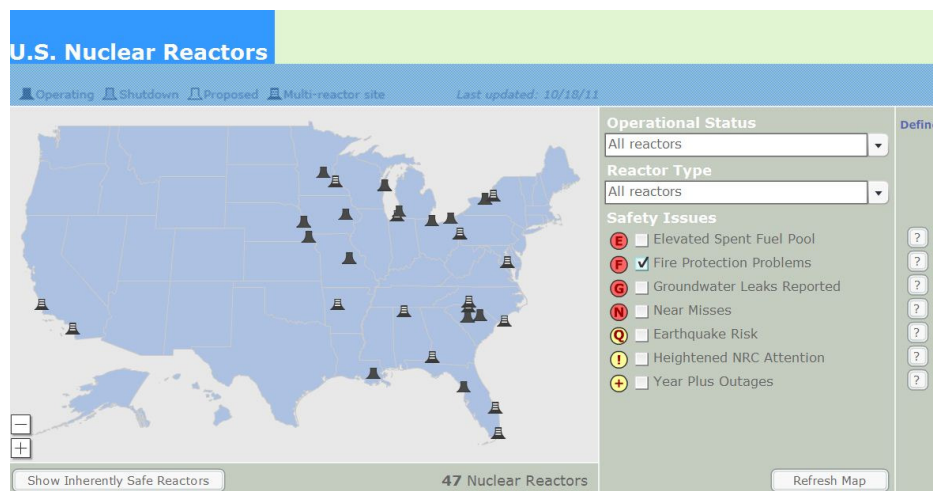 U.S. Nuclear Reactors
Operating Shutdown Proposed Multi-reactor site Last updated: 10/18/11
Operational Status
All reactors
Reactor Type
All reactors
Safety Issues
E Elevated Spent Fuel Pool ?
F Fire Protection Problems ?
G Groundwater Leaks Reported ?
N Near Misses ?
Q Earthquake Risk ?
! Heightened NRC Attention ?
+ Year Plus Outages ?
Define
−
+
Show Inherently Safe Reactors
47 Nuclear Reactors
Refresh Map